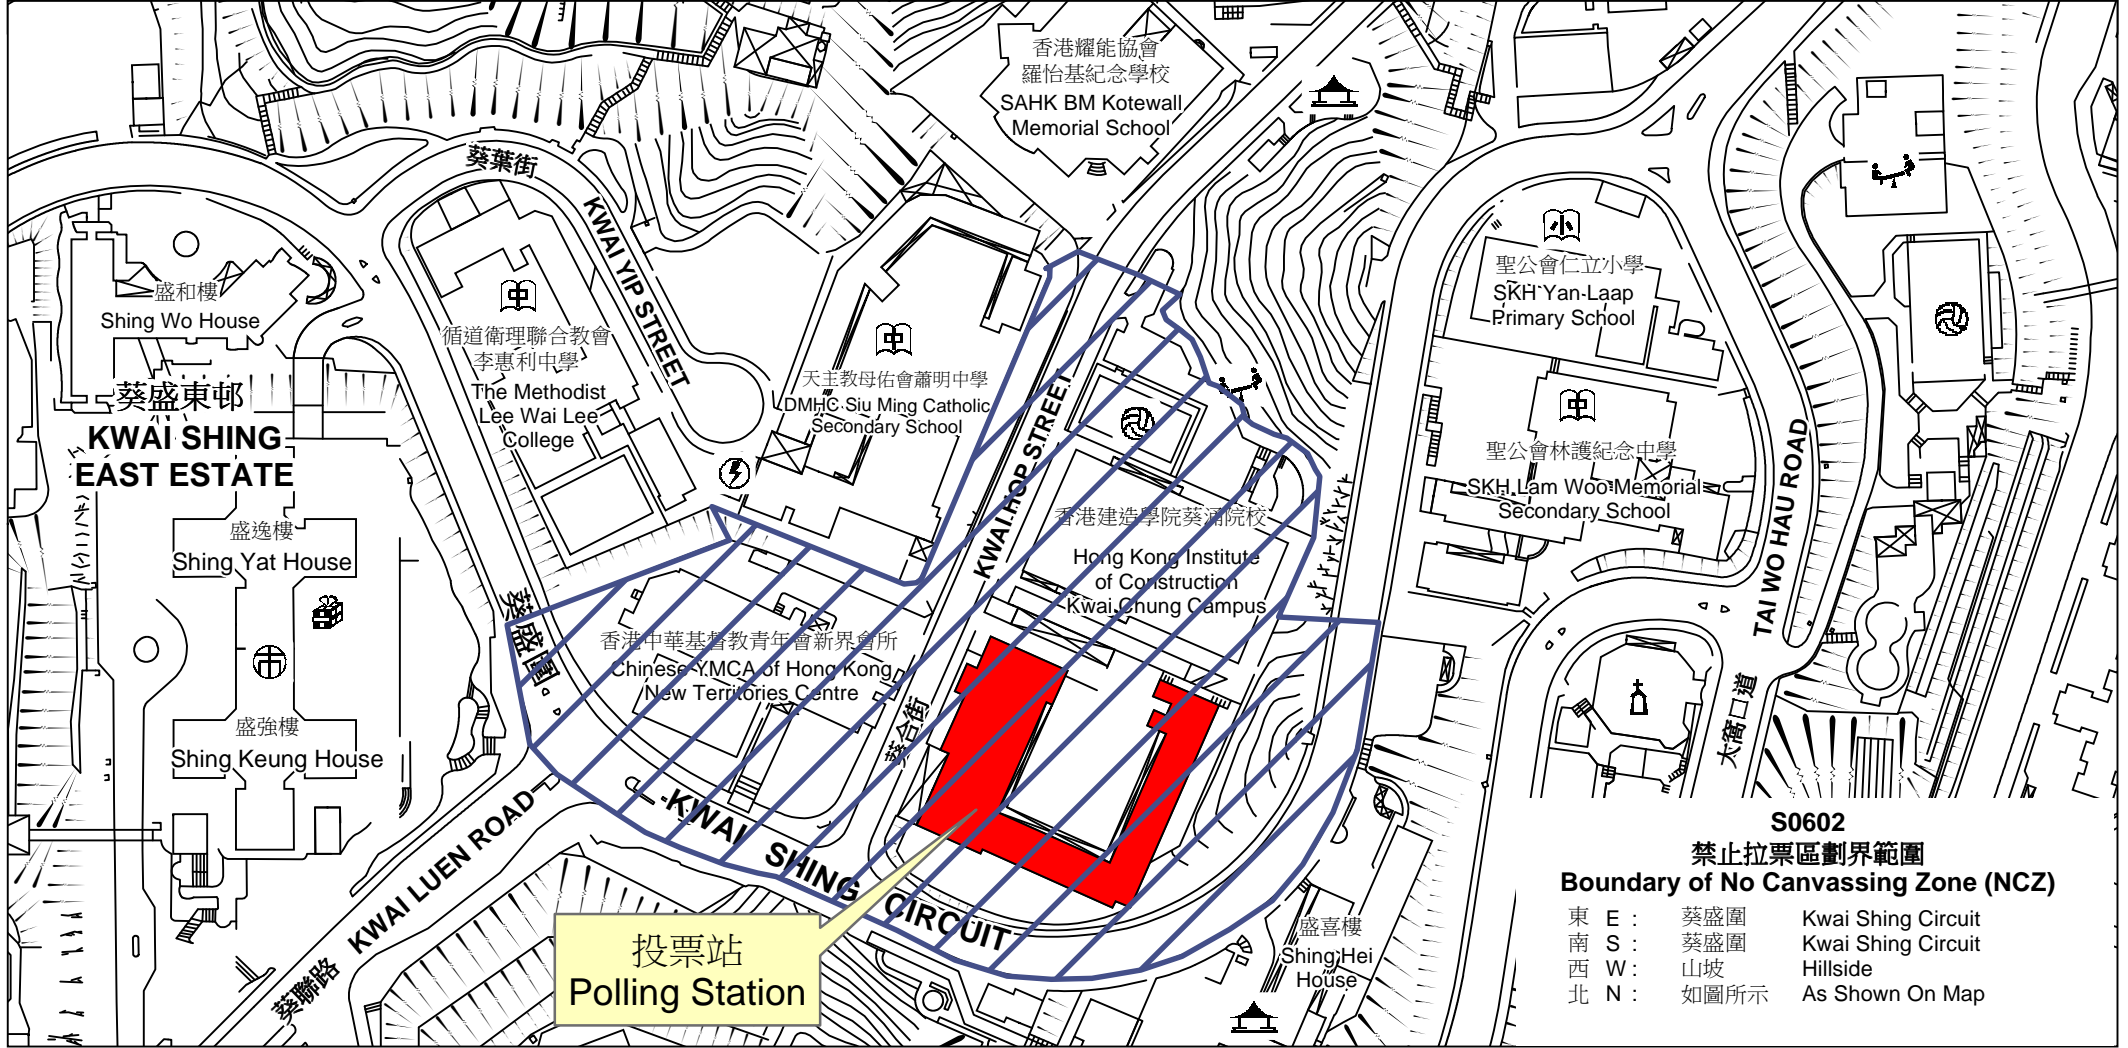 香港耀能協會
羅怡基紀念學校
SAHK BM Kotewall
Memorial School
葵葉街
KWAI YIP STREET
盛和樓
Shing Wo House
循道衛理聯合教會
李惠利中學
The Methodist
Lee Wai Lee
College
中
天主教母佑會蕭明中學
DMHC Siu Ming Catholic
Secondary School
中
小
聖公會仁立小學
SKH Yan Laap
Primary School
中
聖公會林護紀念中學
SKH Lam Woo Memorial
Secondary School
葵盛東邨
KWAI SHING
EAST ESTATE
盛逸樓
Shing Yat House
市
盛強樓
Shing Keung House
KWAI HOP STREET
葵合街
香港建造學院葵涌院校
Hong Kong Institute
of Construction
Kwai Chung Campus
葵盛圍
香港中華基督教青年會新界會所
Chinese YMCA of Hong Kong
New Territories Centre
TAI WO HAU ROAD
太窩口道
KWAI SHING CIRCUIT
KWAI LUEN ROAD
葵聯路
投票站
Polling Station
盛喜樓
Shing Hei
House
S0602
禁止拉票區劃界範圍
Boundary of No Canvassing Zone (NCZ)
東 E : 葵盛圍 Kwai Shing Circuit
南 S : 葵盛圍 Kwai Shing Circuit
西 W : 山坡 Hillside
北 N : 如圖所示 As Shown On Map